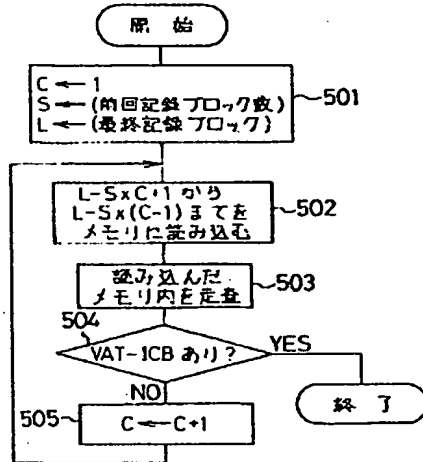 開始
C ← 1
S ← (前回記録ブロック数)
L ← (最終記録ブロック)
501
L-S×C+1 から
L-S×(C-1) までを
メモリに読み込む
502
読み込んだ
メモリ内を走査
503
504
VAT-ICB あり?
YES
NO
終了
505
C ← C+1